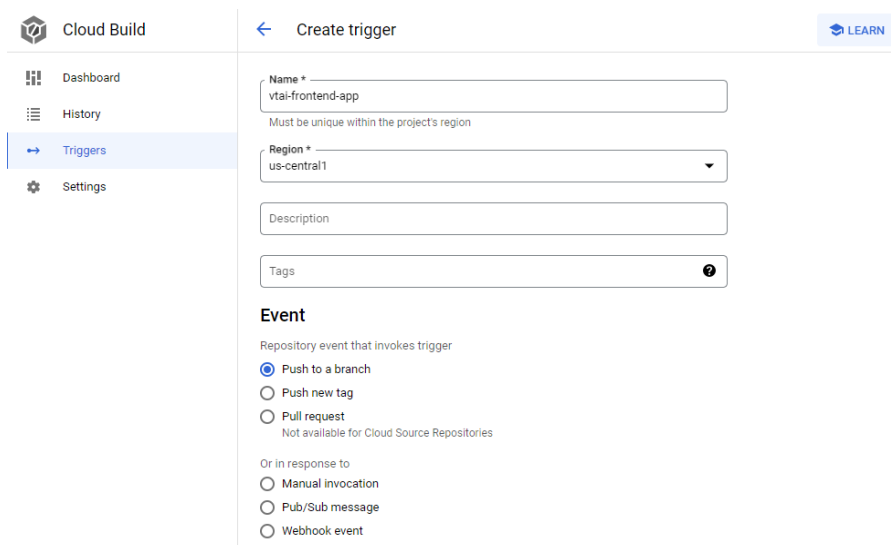 Cloud Build
Create trigger
LEARN
Dashboard
History
Triggers
Settings
Name *
vtai-frontend-app
Must be unique within the project's region
Region *
us-central1
Description
Tags
Event
Repository event that invokes trigger
Push to a branch
Push new tag
Pull request
Not available for Cloud Source Repositories
Or in response to
Manual invocation
Pub/Sub message
Webhook event